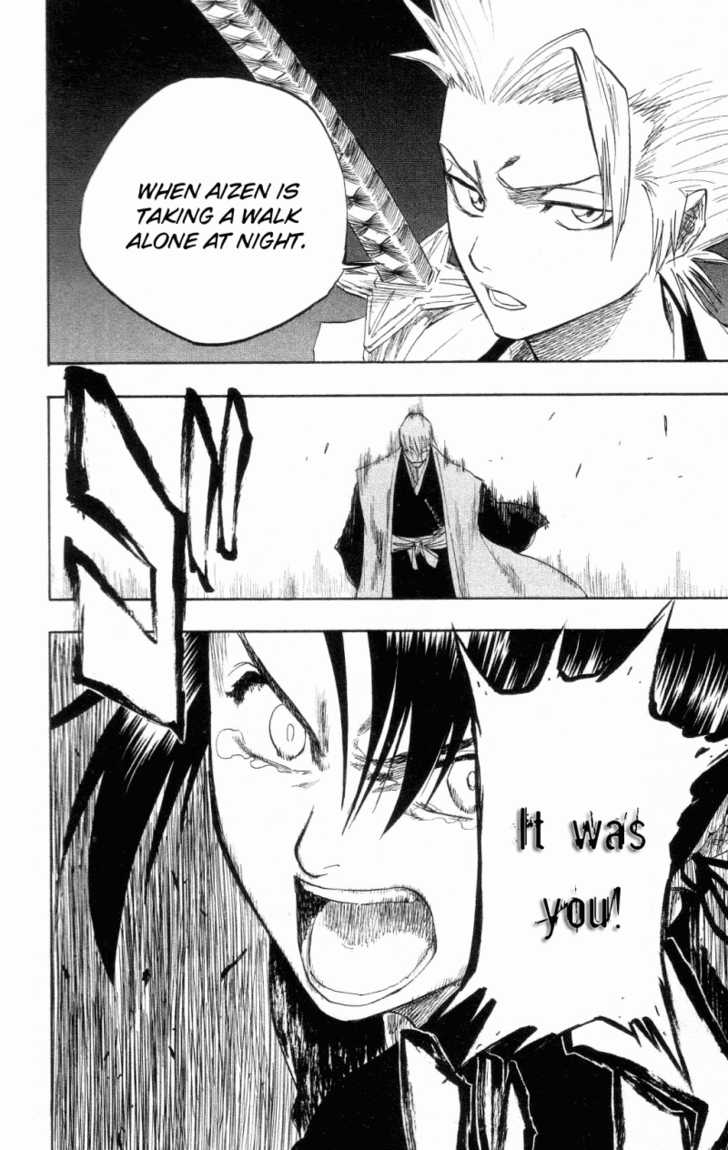 WHEN AIZEN IS
TAKING A WALK
ALONE AT NIGHT.
It was
you!